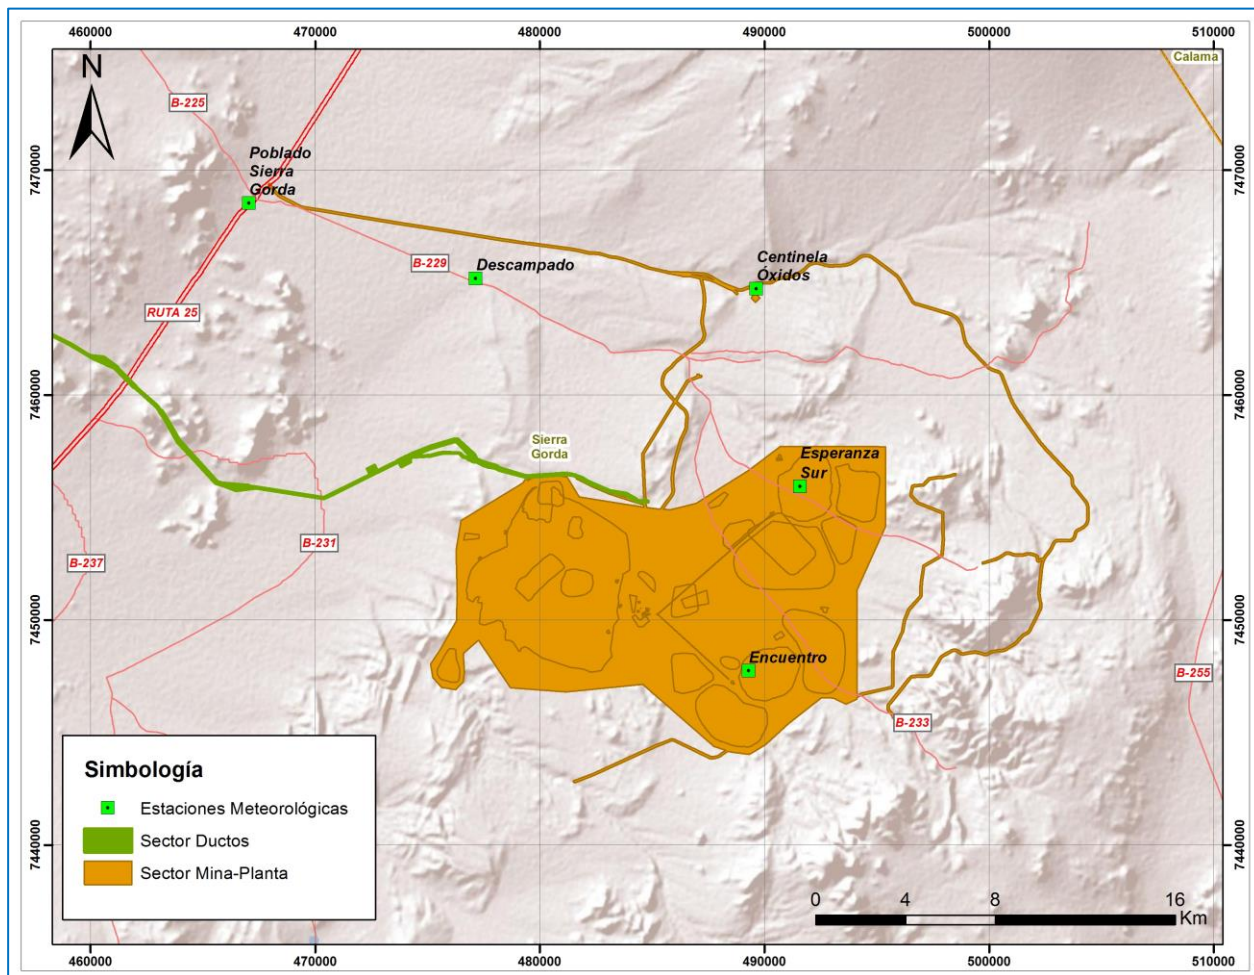 460000
470000
480000
490000
500000
510000
Calama
N
B-225
Poblado
Sierra
Gorda
7470000
7470000
B-229
Descampado
Centinela
Óxidos
RUTA 25
7460000
7460000
Sierra
Gorda
Esperanza
Sur
B-231
B-237
7450000
7450000
Encuentro
B-255
B-233
Simbología
Estaciones Meteorológicas
Sector Ductos
Sector Mina-Planta
7440000
7440000
0
4
8
16
Km
460000
470000
480000
490000
500000
510000